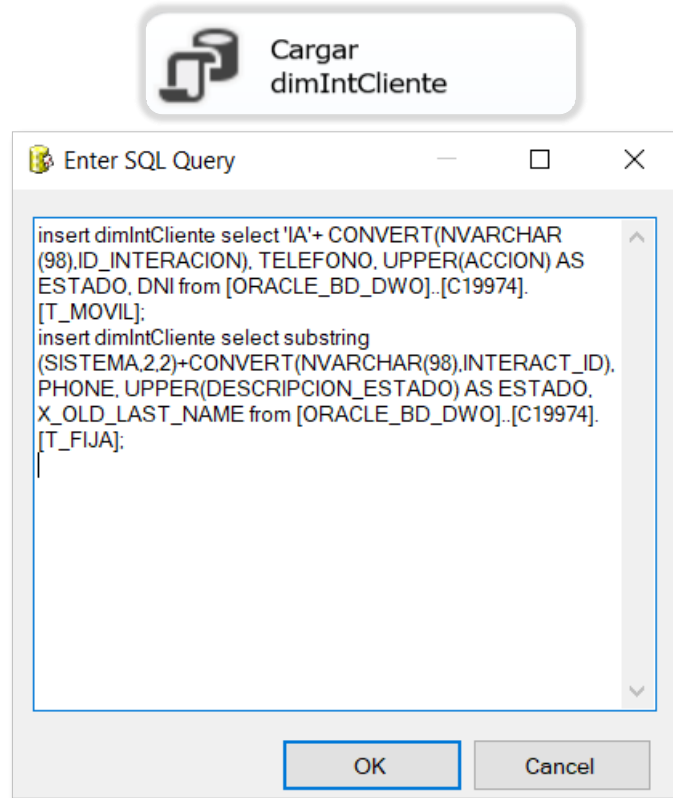 Cargar
dimIntCliente
Enter SQL Query
insert dimIntCliente select 'IA'+ CONVERT(NVARCHAR
(98),ID_INTERACION), TELEFONO, UPPER(ACCION) AS
ESTADO, DNI from [ORACLE_BD_DWO]..[C19974].
[T_MOVIL];
insert dimIntCliente select substring
(SISTEMA,2,2)+CONVERT(NVARCHAR(98),INTERACT_ID),
PHONE, UPPER(DESCRIPCION_ESTADO) AS ESTADO,
X_OLD_LAST_NAME from [ORACLE_BD_DWO]..[C19974].
[T_FIJA];
OK
Cancel